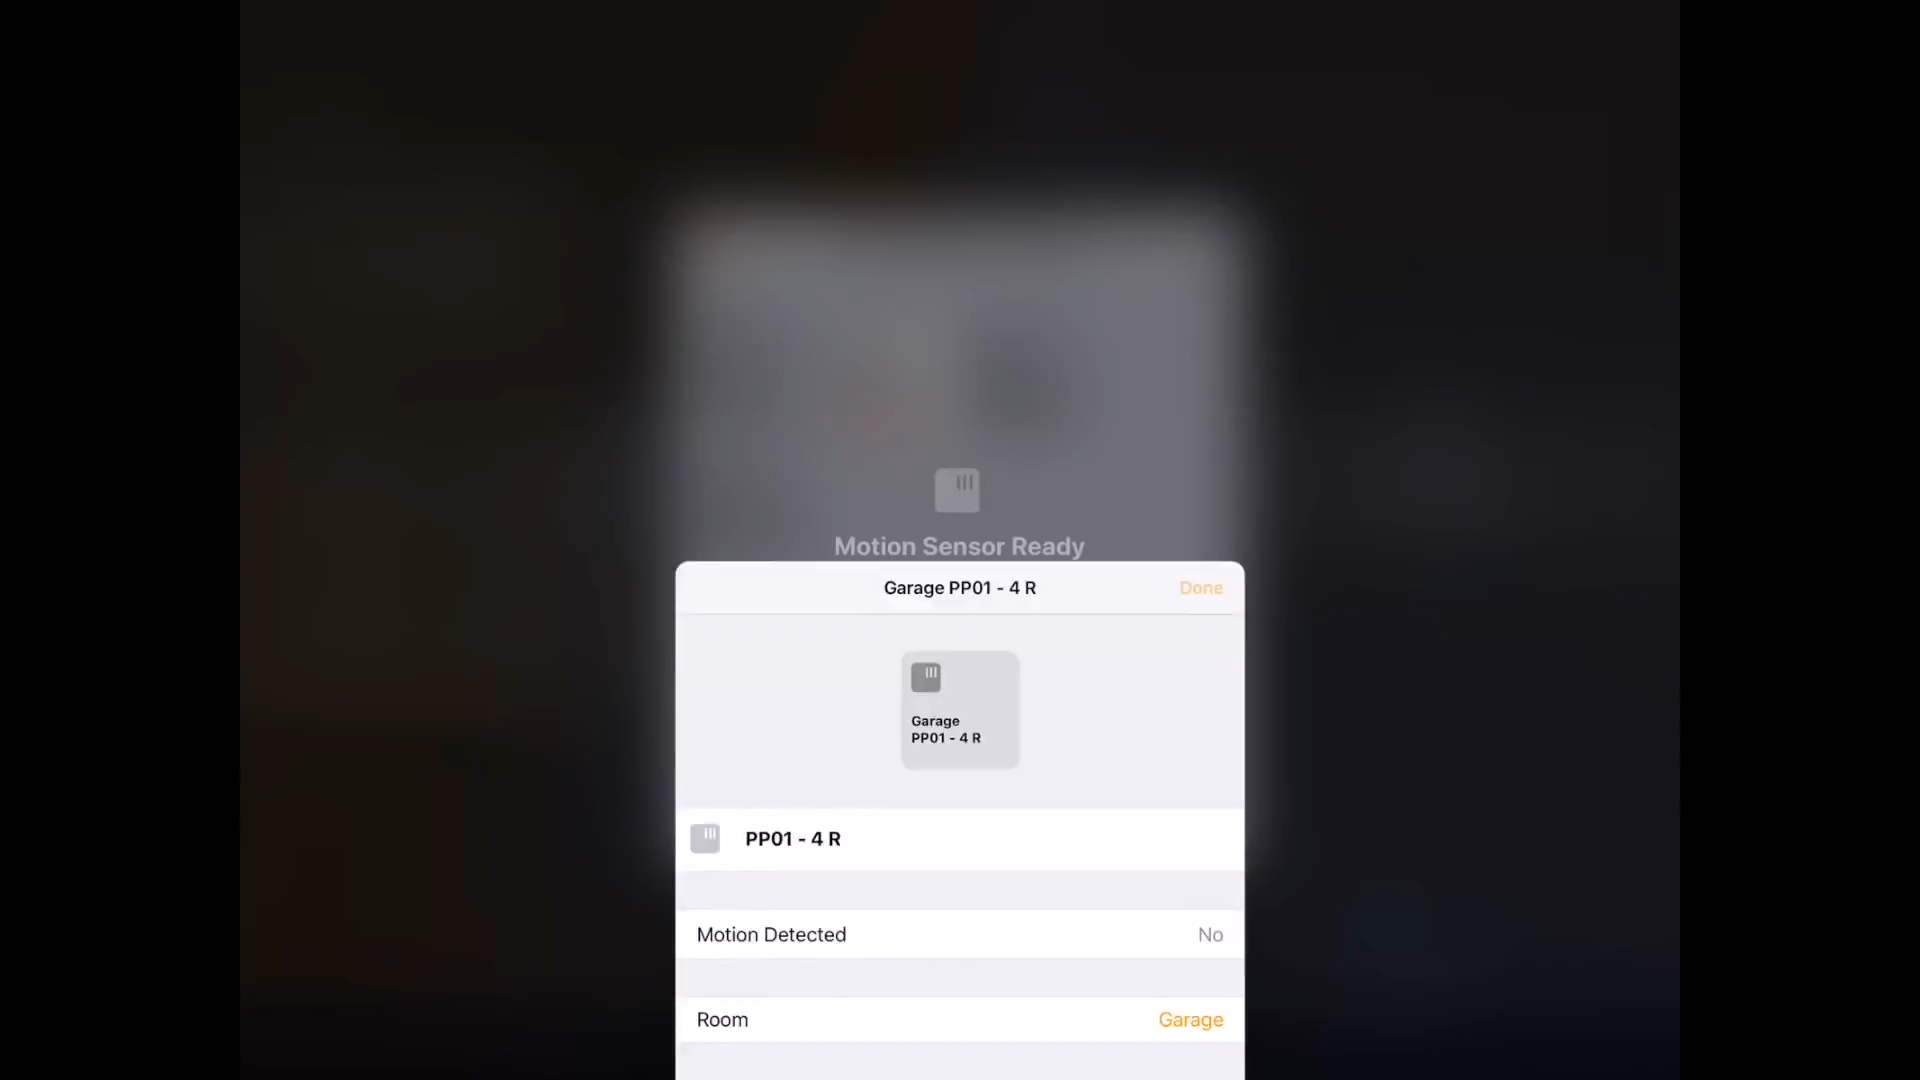 Motion Sensor Ready
Garage PP01 - 4 R
Done
Garage
PP01 - 4 R
PP01 - 4 R
Motion Detected No
Room Garage